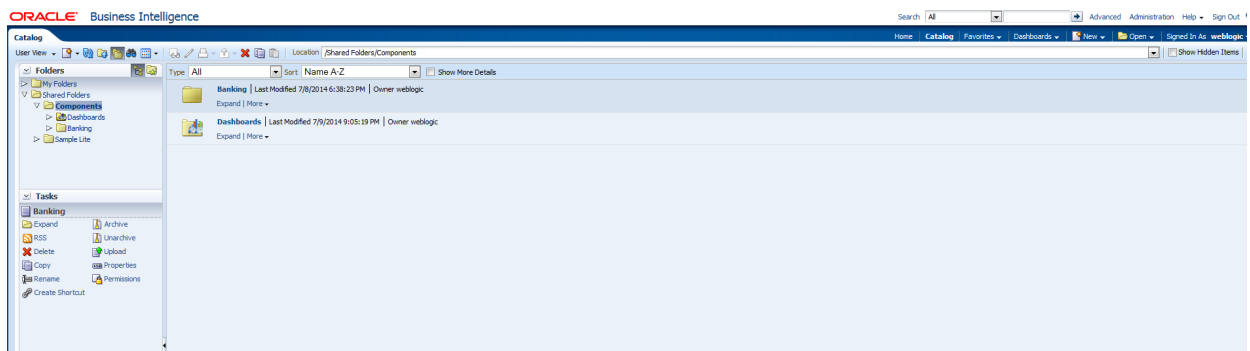 ORACLE Business Intelligence
Search All Advanced Administration Help Sign Out
Catalog
Home Catalog Favorites Dashboards New Open Signed In As weblogic
User View Location /Shared Folders/Components Show Hidden Items
Folders
My Folders
Shared Folders
Components
Dashboards
Banking
Sample Lite
Type All Sort Name A-Z Show More Details
Banking | Last Modified 7/8/2014 6:38:23 PM | Owner weblogic
Expand | More
Dashboards | Last Modified 7/9/2014 9:05:19 PM | Owner weblogic
Expand | More
Tasks
Banking
Expand Archive
RSS Unarchive
Delete Upload
Copy Properties
Rename Permissions
Create Shortcut